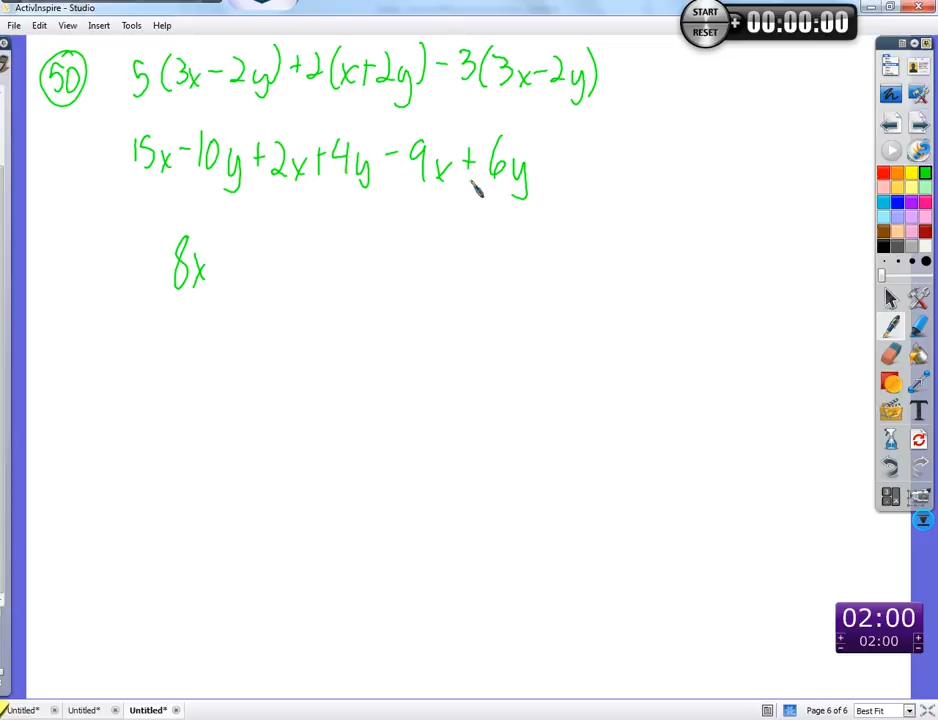 ActivInspire - Studio
START
RESET
+00:00:00
File Edit View Insert Tools Help
50 5(3x-2y)+2(x+2y)-3(3x-2y)
15x-10y+2x+4y-9x+6y
8x
T
02:00
02:00
Untitled* Untitled* Untitled* Page 6 of 6 Best Fit